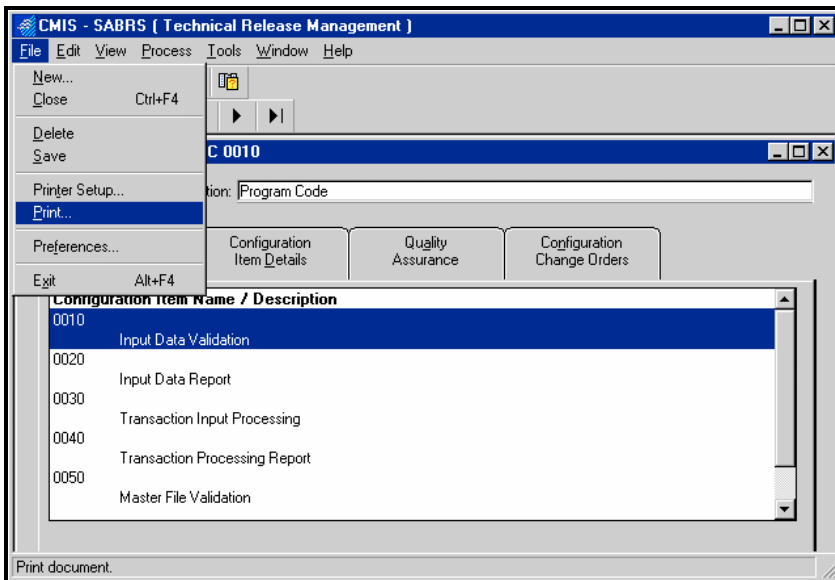 CMIS - SABRS ( Technical Release Management )
File Edit View Process Tools Window Help
New...
Close Ctrl+F4
Delete
Save
Printer Setup...
Print...
Preferences...
Exit Alt+F4
C 0010
tion: Program Code
Configuration Item Details
Quality Assurance
Configuration Change Orders
Configuration Item Name / Description
0010
Input Data Validation
0020
Input Data Report
0030
Transaction Input Processing
0040
Transaction Processing Report
0050
Master File Validation
Print document.